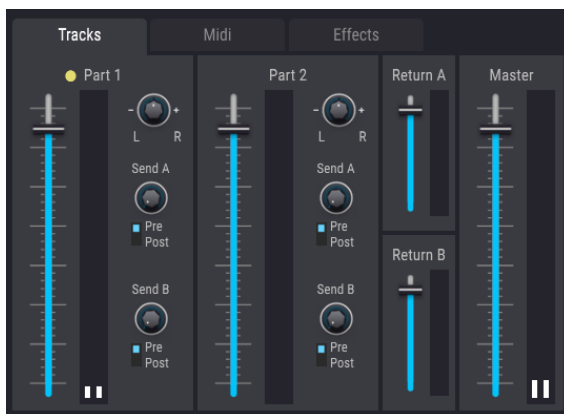 Tracks Midi Effects
Part 1 Part 2 Return A Master
- + - +
L R L R
Send A Send A
Pre Pre
Post Post
Return B
Send B Send B
Pre Pre
Post Post